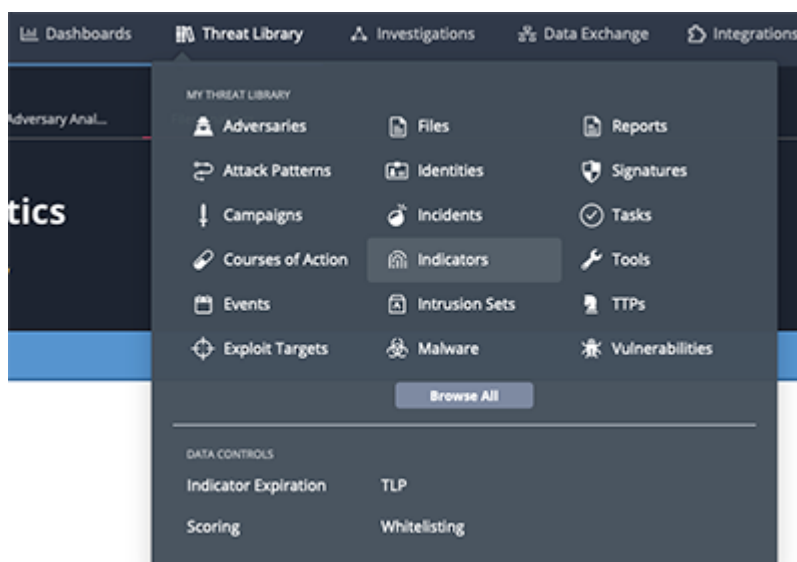 Dashboards Threat Library Investigations Data Exchange Integrations
Adversary Anal...
tics
MY THREAT LIBRARY
Adversaries Files Reports
Attack Patterns Identities Signatures
Campaigns Incidents Tasks
Courses of Action Indicators Tools
Events Intrusion Sets TTPs
Exploit Targets Malware Vulnerabilities
Browse All
DATA CONTROLS
Indicator Expiration TLP
Scoring Whitelisting